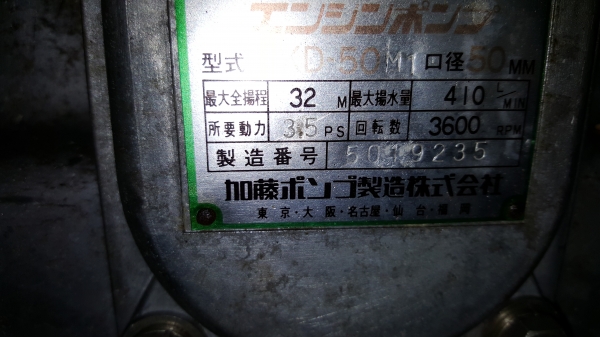 エンジンポンプ
型式 KD-50M1 口径 50 MM
最大全揚程 32 M 最大揚水量 410 L/MIN
所要動力 3.5 PS 回転数 3600 RPM
製造番号 5019235
加藤ポンプ製造株式会社
東京・大阪・名古屋・仙台・福岡